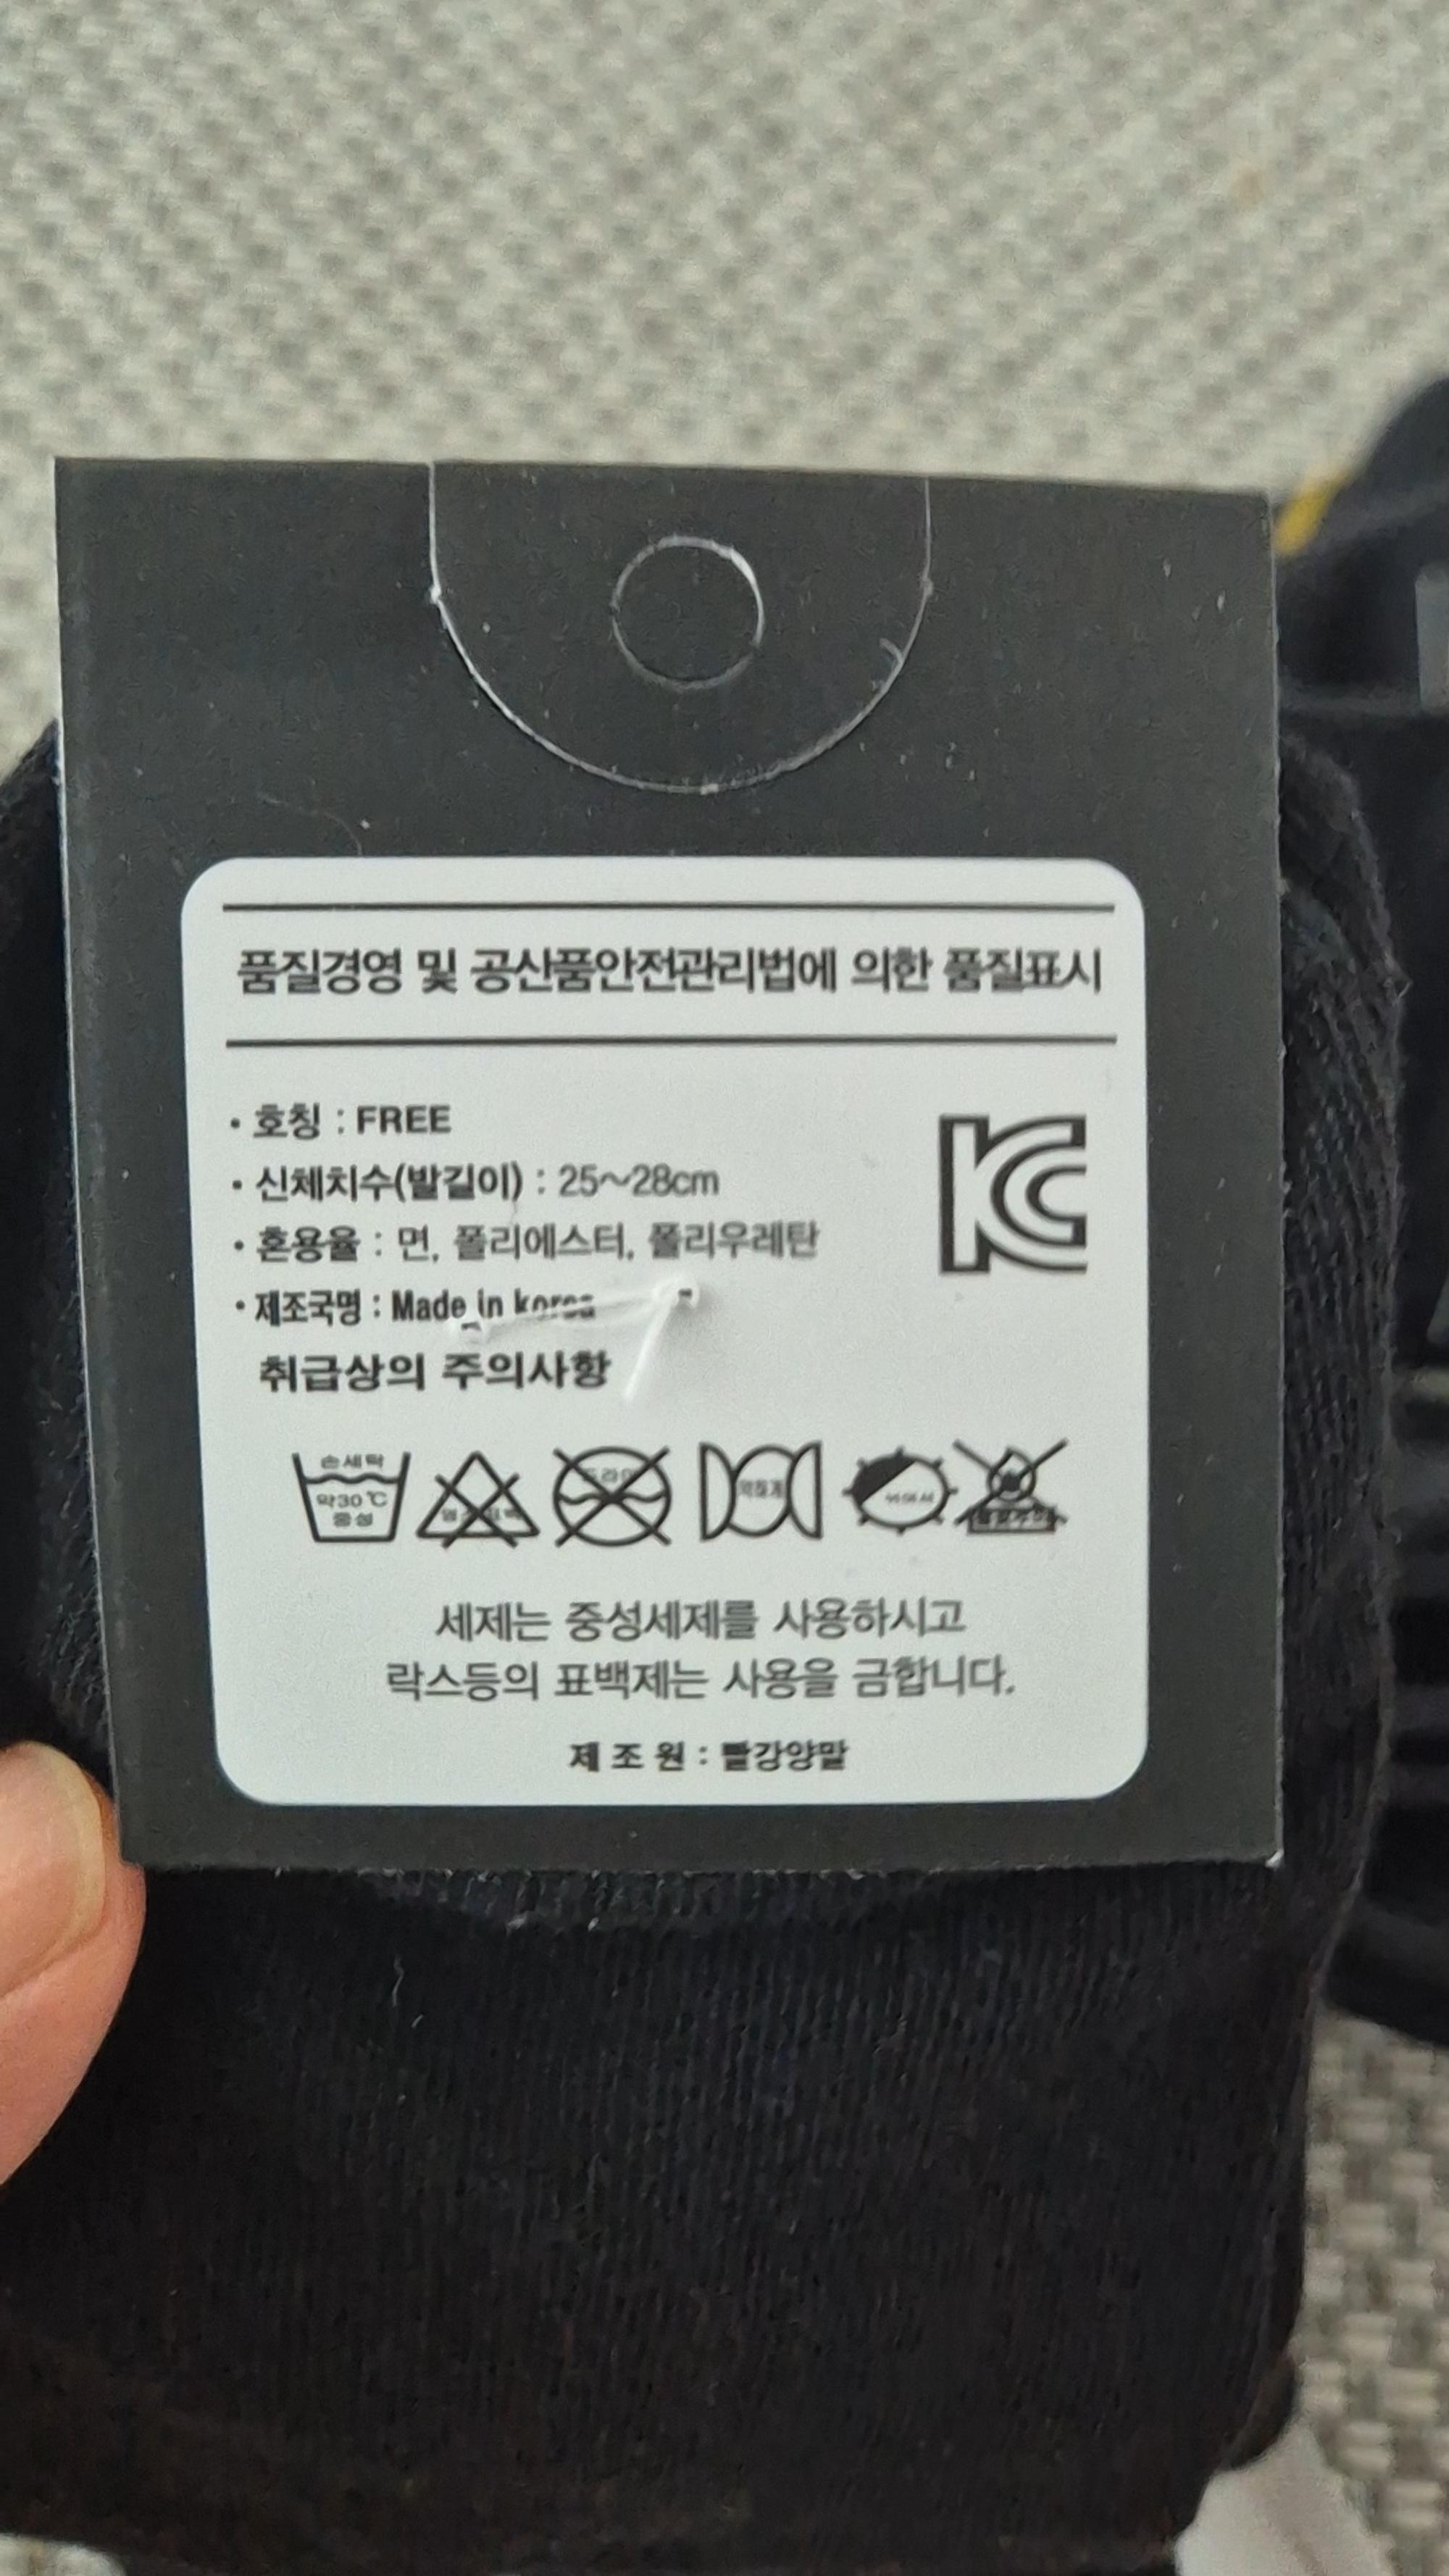 품질경영 및 공산품안전관리법에 의한 품질표시
• 호칭 : FREE
• 신체치수(발길이) : 25~28cm
• 혼용율 : 면, 폴리에스터, 폴리우레탄
• 제조국명 : Made in korea
취급상의 주의사항
손세탁
약30℃
중성
약하게
세제는 중성세제를 사용하시고
락스등의 표백제는 사용을 금합니다.
제 조 원 : 빨강양말